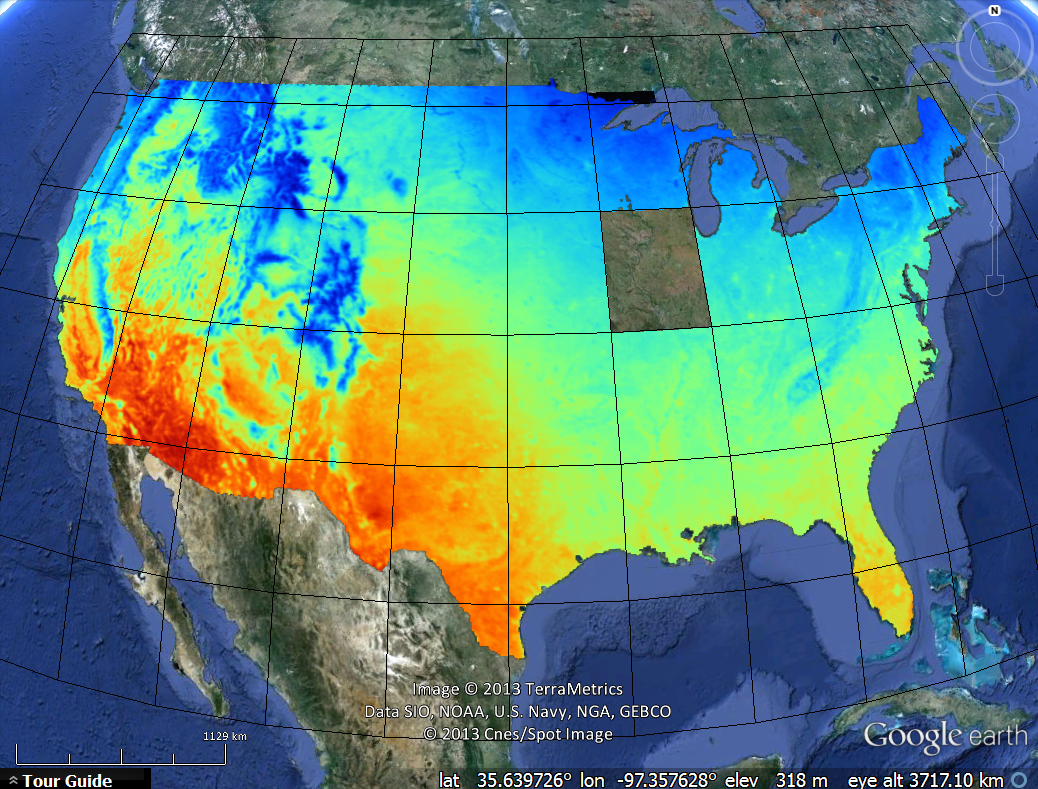 N
Image © 2013 TerraMetrics
Data SIO, NOAA, U.S. Navy, NGA, GEBCO
© 2013 Cnes/Spot Image
Google earth
1129 km
Tour Guide
lat 35.639726° lon -97.357628° elev 318 m eye alt 3717.10 km